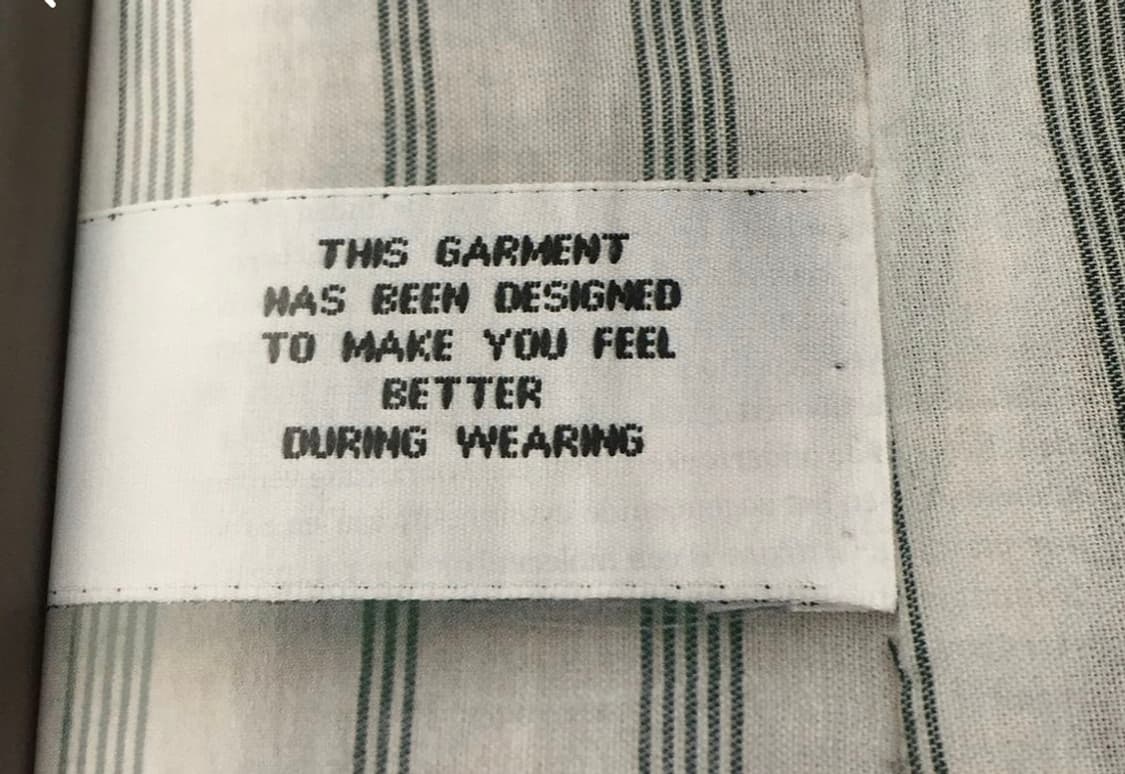 THIS GARMENT
HAS BEEN DESIGNED
TO MAKE YOU FEEL
BETTER
DURING WEARING